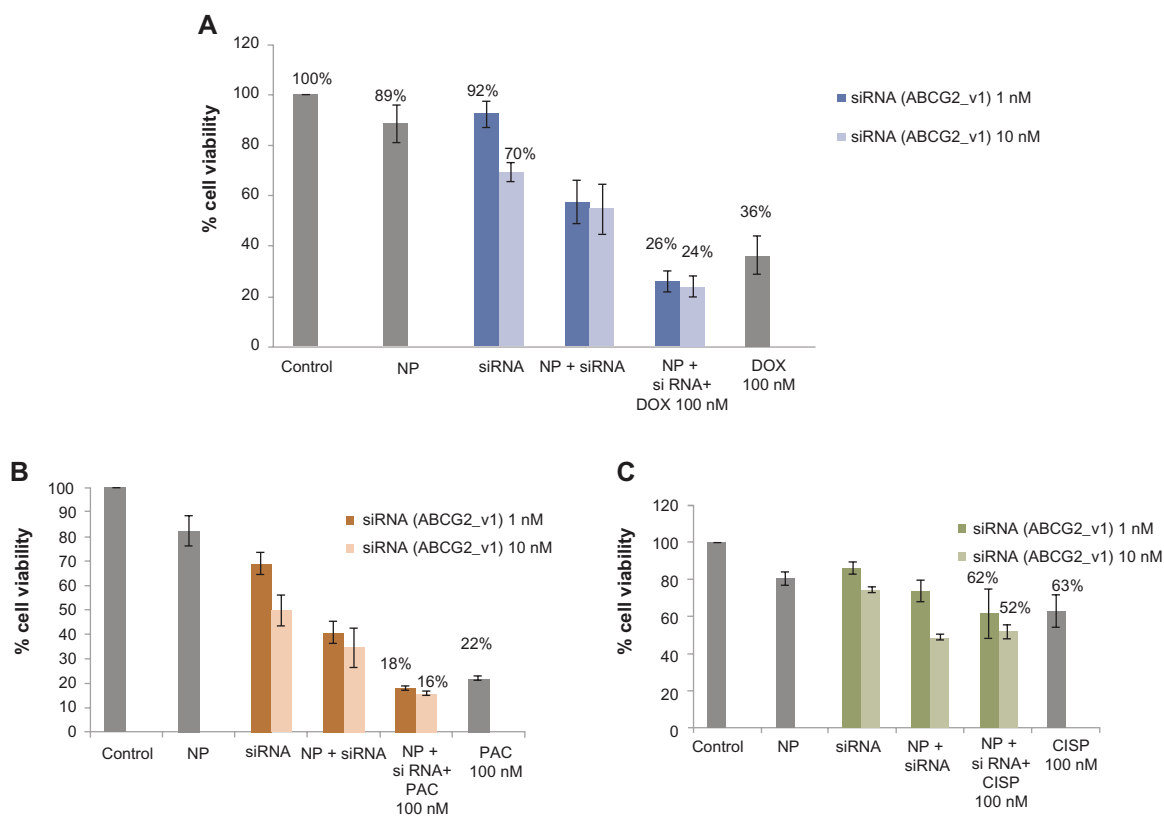 A
120
100
80
60
40
20
0
% cell viability
100%
89%
92%
70%
26%
24%
36%
siRNA (ABCG2_v1) 1 nM
siRNA (ABCG2_v1) 10 nM
Control
NP
siRNA
NP + siRNA
NP +
si RNA+
DOX 100 nM
DOX
100 nM
B
100
90
80
70
60
50
40
30
20
10
0
% cell viability
siRNA (ABCG2_v1) 1 nM
siRNA (ABCG2_v1) 10 nM
18%
16%
22%
Control
NP
siRNA
NP + siRNA
NP +
si RNA+
PAC
100 nM
PAC
100 nM
C
120
100
80
60
40
20
0
% cell viability
siRNA (ABCG2_v1) 1 nM
siRNA (ABCG2_v1) 10 nM
62%
52%
63%
Control
NP
siRNA
NP +
siRNA
NP +
si RNA+
CISP
100 nM
CISP
100 nM